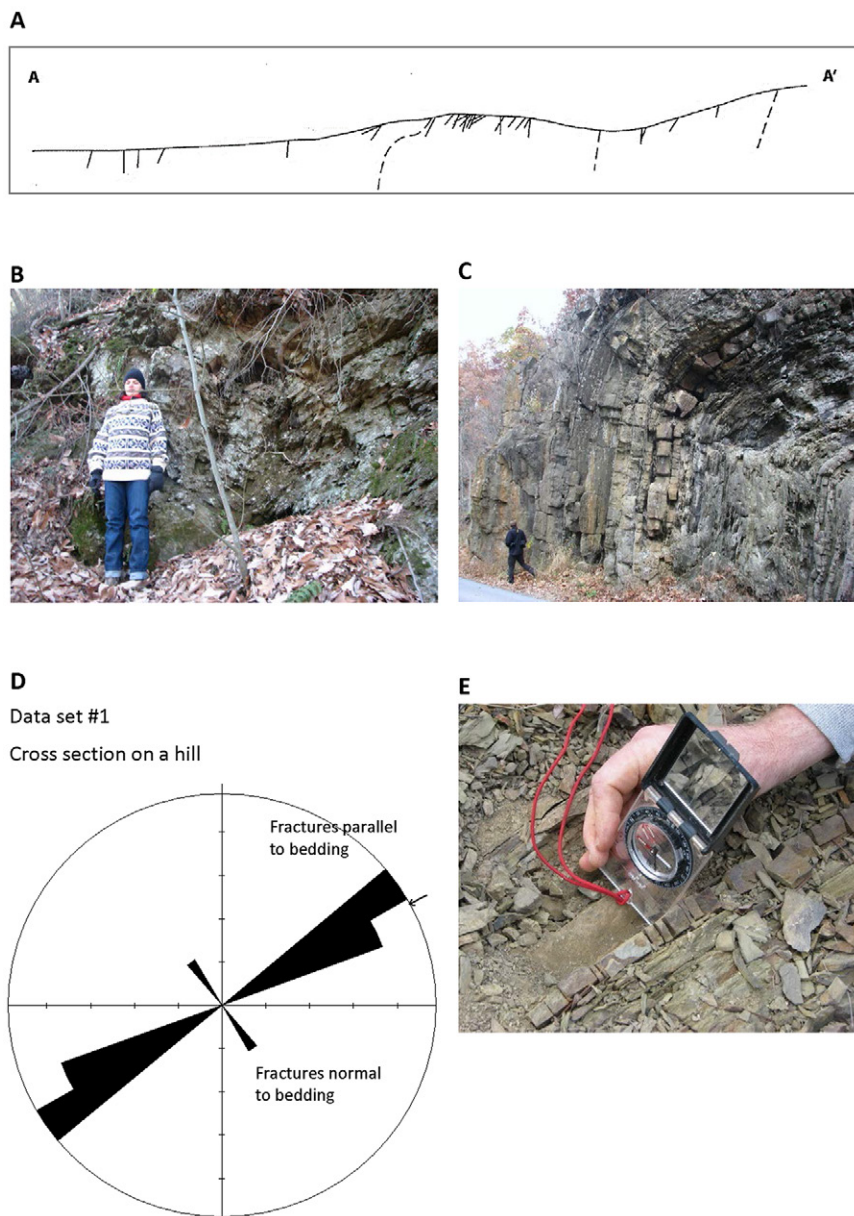 A
A
A'
B
C
D
Data set #1
Cross section on a hill
Fractures parallel
to bedding
Fractures normal
to bedding
E